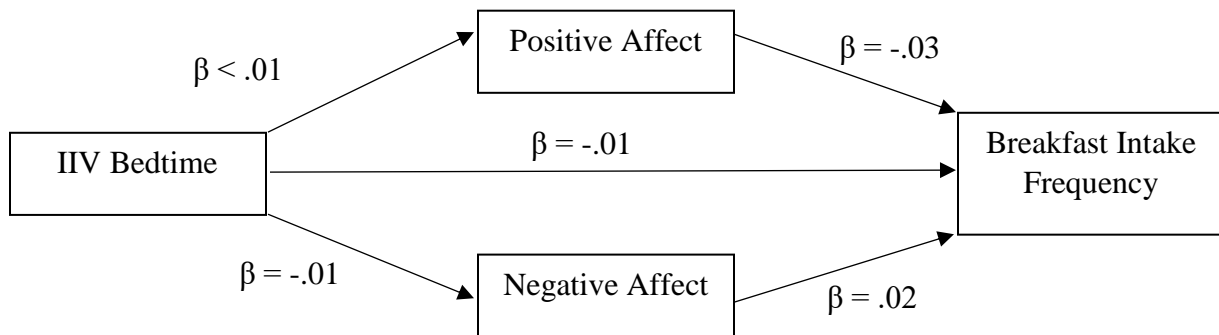 Positive Affect
β < .01
β = -.03
IIV Bedtime
β = -.01
Breakfast Intake
Frequency
β = -.01
Negative Affect
β = .02